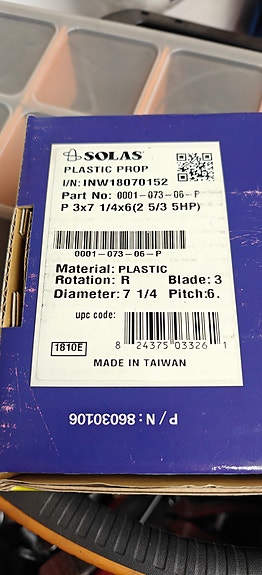 SOLAS
PLASTIC PROP
I/N: INW18070152
Part No: 0001-073-06-P
P 3x7 1/4x6(2 5/3 5HP)
0001-073-06-P
Material: PLASTIC
Rotation: R Blade: 3
Diameter: 7 1/4 Pitch: 6.
upc code:
8 24375 03326 1
1810E
MADE IN TAIWAN
P/N: 86030106